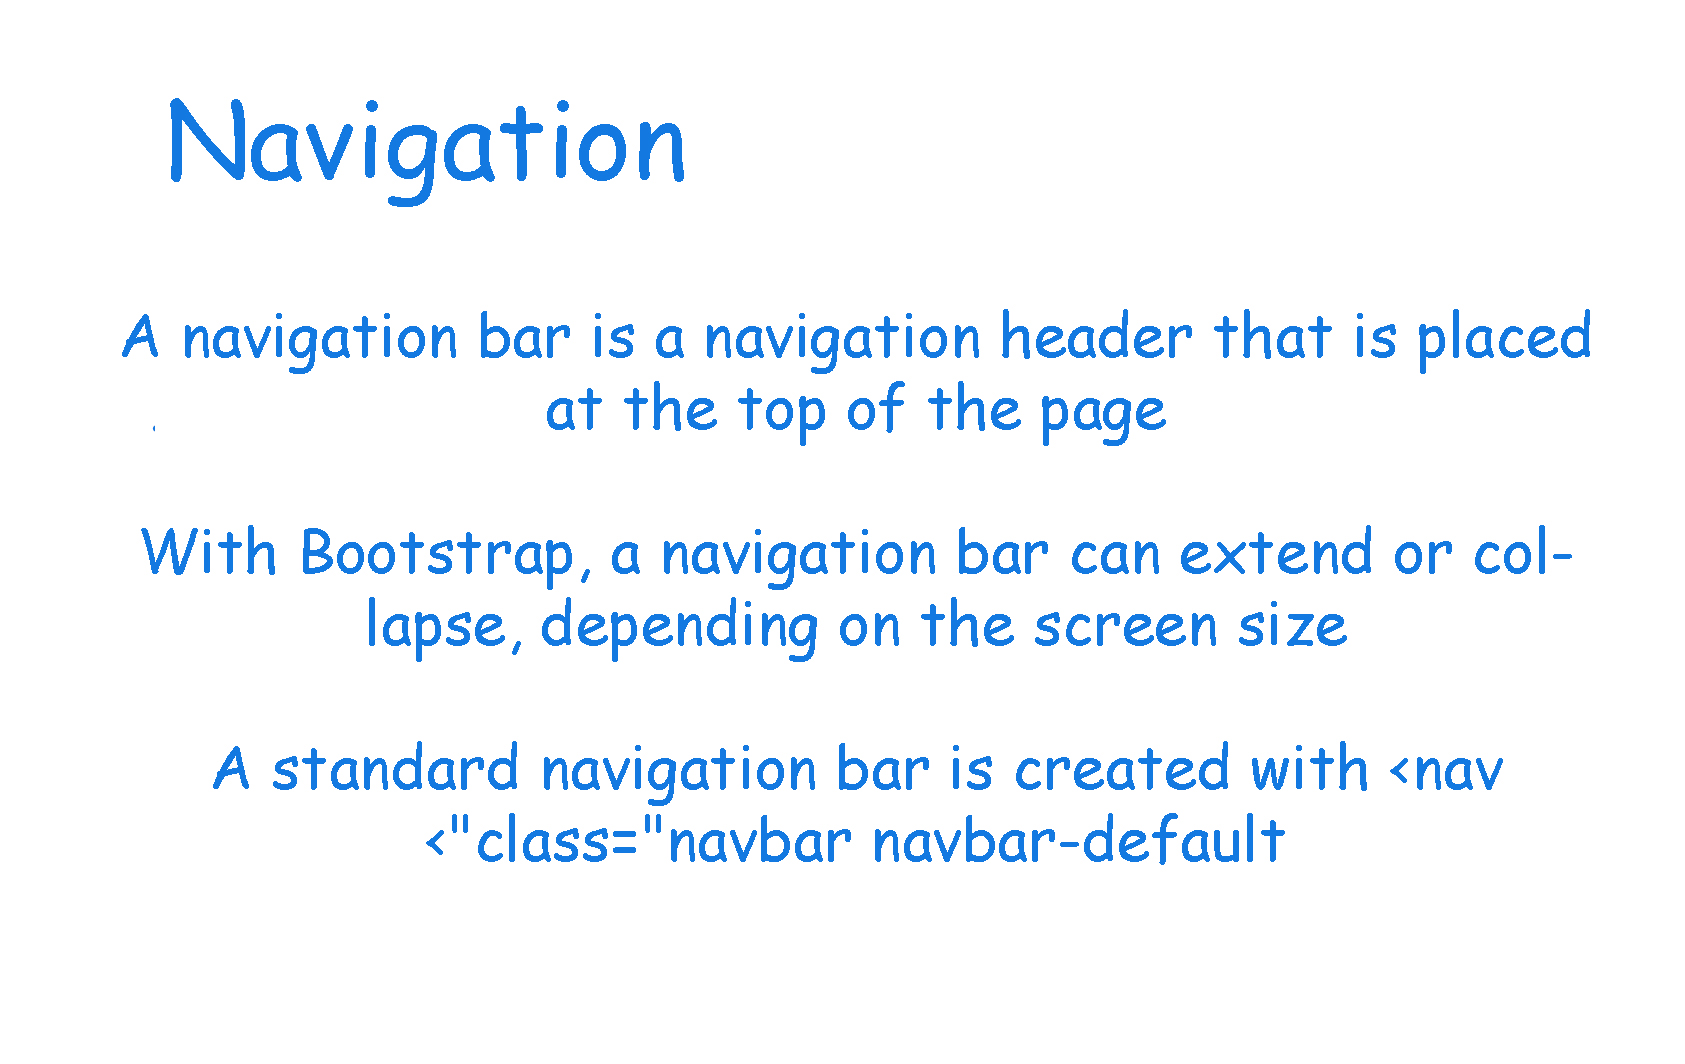 Navigation
A navigation bar is a navigation header that is placed
at the top of the page
With Bootstrap, a navigation bar can extend or col-
lapse, depending on the screen size
A standard navigation bar is created with <nav
<"class="navbar navbar-default